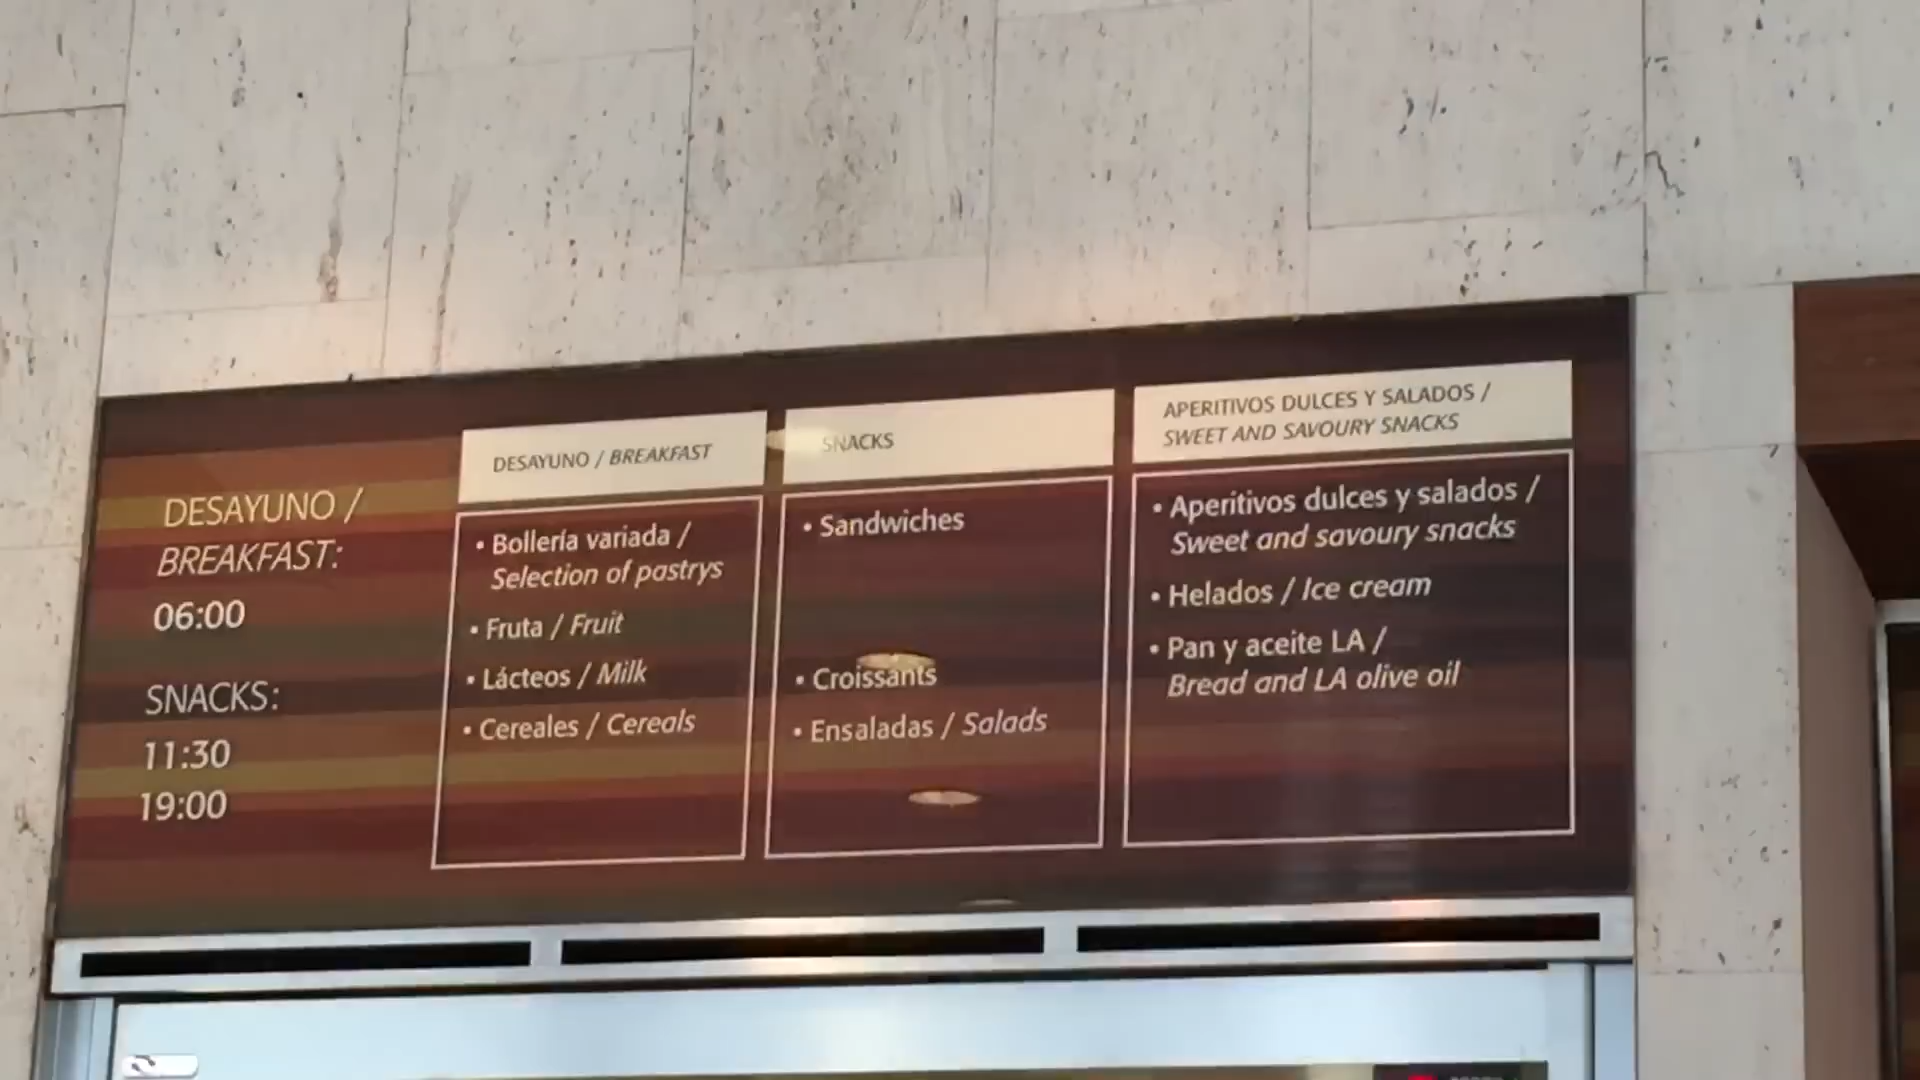 DESAYUNO /
BREAKFAST:
06:00
SNACKS:
11:30
19:00
DESAYUNO / BREAKFAST
• Bollería variada /
Selection of pastrys
• Fruta / Fruit
• Lácteos / Milk
• Cereales / Cereals
SNACKS
• Sandwiches
• Croissants
• Ensaladas / Salads
APERITIVOS DULCES Y SALADOS /
SWEET AND SAVOURY SNACKS
• Aperitivos dulces y salados /
Sweet and savoury snacks
• Helados / Ice cream
• Pan y aceite LA /
Bread and LA olive oil